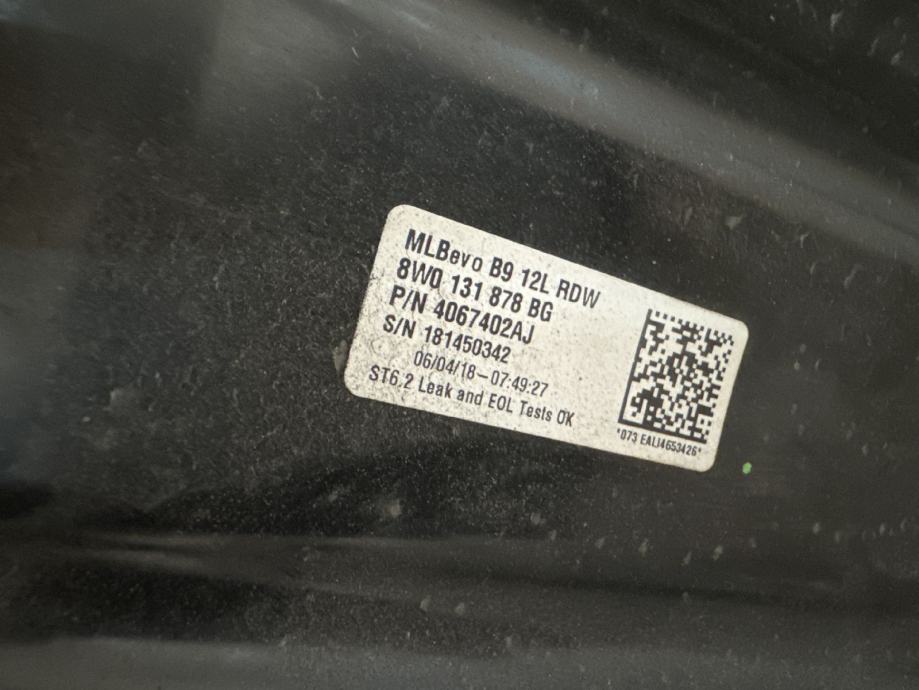 MLBevo B9 12L RDW
8W0 131 878 BG
P/N 4067402AJ
S/N 181450342
06/04/18-07:49:27
ST6.2 Leak and EOL Tests OK
*073 EALI4653426*